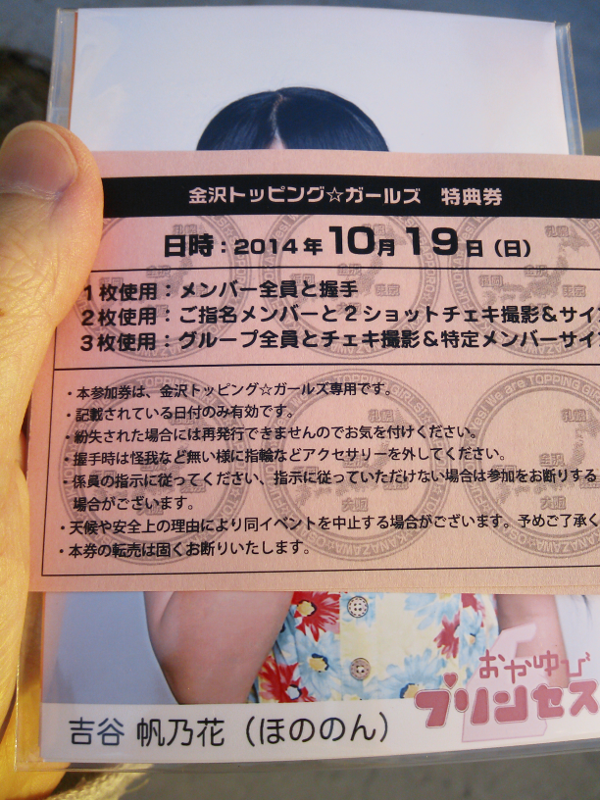 金沢トッピング☆ガールズ 特典券
日時：2014年10月19日（日）
1枚使用：メンバー全員と握手
2枚使用：ご指名メンバーと2ショットチェキ撮影＆サイン
3枚使用：グループ全員とチェキ撮影＆特定メンバーサイン
・本参加券は、金沢トッピング☆ガールズ専用です。
・記載されている日付のみ有効です。
・紛失された場合には再発行できませんのでお気を付けください。
・握手時は怪我など無い様に指輪などアクセサリーを外してください。
・係員の指示に従ってください、指示に従っていただけない場合は参加をお断りする
場合がございます。
・天候や安全上の理由により同イベントを中止する場合がございます。予めご了承く
・本券の転売は固くお断りいたします。
おかゆ
プリンセス
吉谷 帆乃花（ほののん）